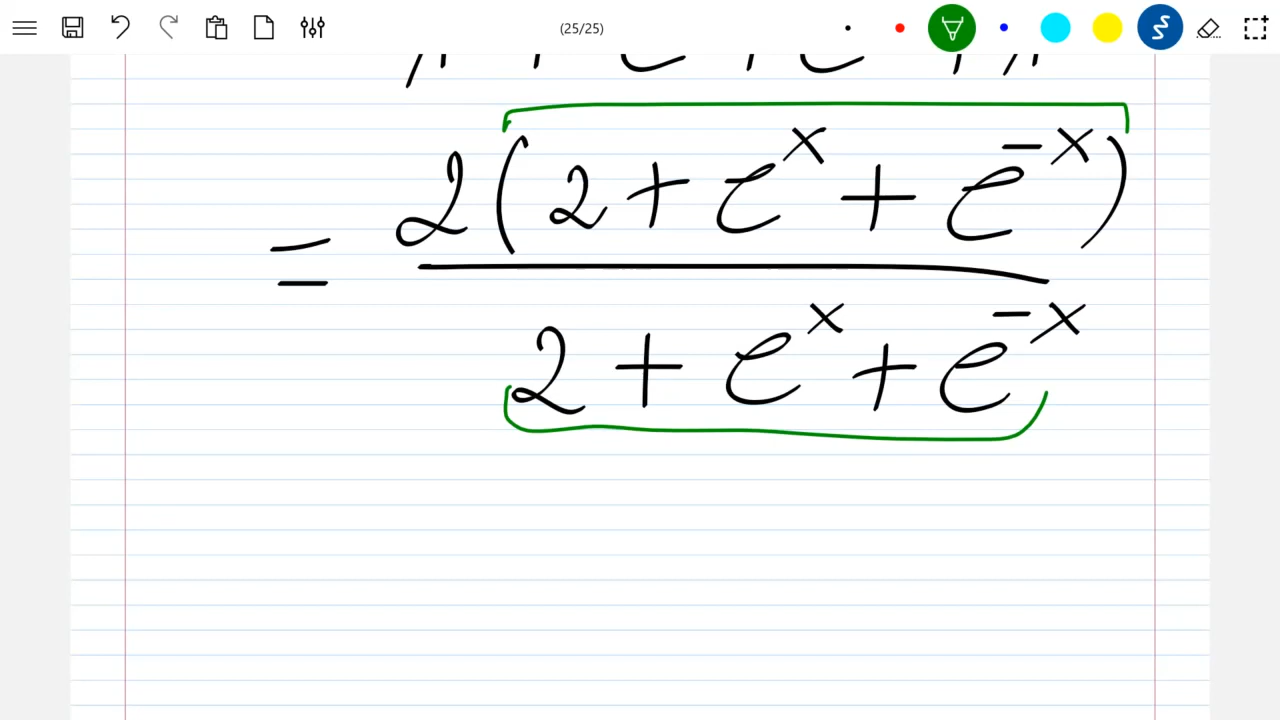 (25/25)
= 2(2 + e^x + e^-x)
2 + e^x + e^-x